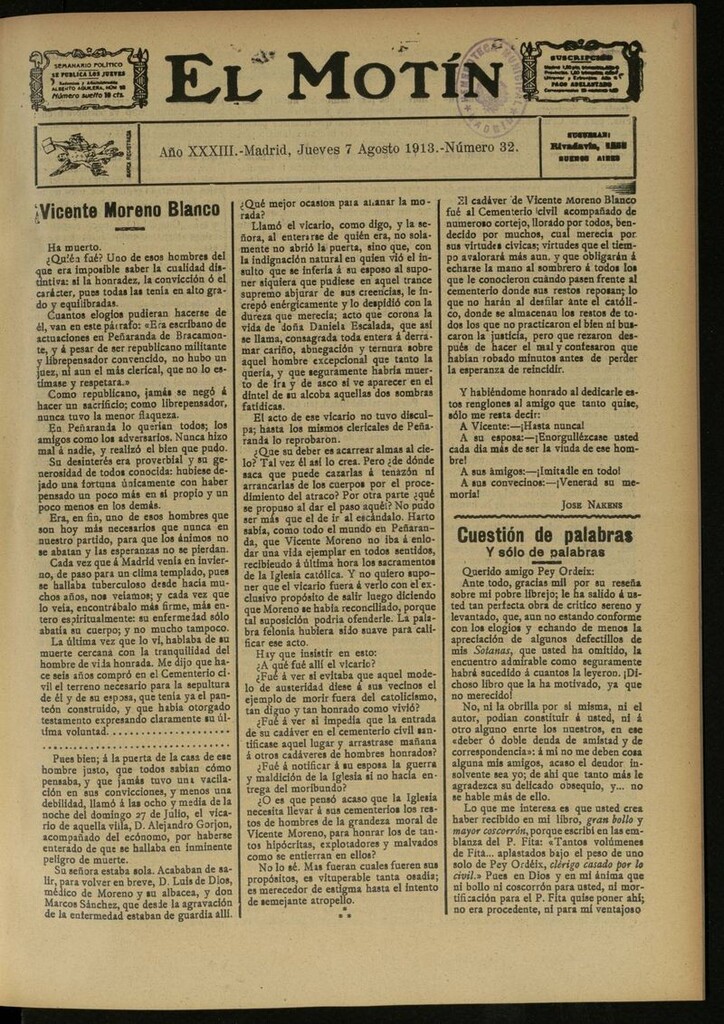 SEMANARIO POLÍTICO
SE PUBLICA LOS JUEVES
Redacción y Administración
ALBERTO AGUILERA, NÚM
Número suelto 10 cts.
EL MOTÍN
SUSCRIPCIÓN
PAGO ADELANTADO
Año XXXIII.-Madrid, Jueves 7 Agosto 1913.-Número 32.
SUCURSAL:
Rivadavia,
BUENOS AIRES
Vicente Moreno Blanco
Ha muerto.
¿Quién fué? Uno de esos hombres del
que era imposible saber la cualidad dis-
tintiva: si la honradez, la convicción ó el
carácter, pues todas las tenía en alto gra-
do y equilibradas.
Cuantos elogios pudieran hacerse de
él, van en este párrafo: «Era escribano de
actuaciones en Peñaranda de Bracamon-
te, y á pesar de ser republicano militante
y librepensador convencido, no hubo un
juez, ni aun el más clerical, que no lo es-
timase y respetara.»
Como republicano, jamás se negó á
hacer un sacrificio; como librepensador,
nunca tuvo la menor flaqueza.
En Peñaranda lo querían todos; los
amigos como los adversarios. Nunca hizo
mal á nadie, y realizó el bien que pudo.
Su desinterés era proverbial y su ge-
nerosidad de todos conocida: hubiese de-
jado una fortuna únicamente con haber
pensado un poco más en sí propio y un
poco menos en los demás.
Era, en fin, uno de esos hombres que
son hoy más necesarios que nunca en
nuestro partido, para que los ánimos no
se abatan y las esperanzas no se pierdan.
Cada vez que á Madrid venía en invier-
no, de paso para un clima templado, pues
se hallaba tuberculoso desde hacía mu-
chos años, nos veíamos; y cada vez que
lo veía, encontrábalo más firme, más en-
tero espiritualmente: su enfermedad sólo
abatía su cuerpo; y no mucho tampoco.
La última vez que lo ví, hablaba de su
muerte cercana con la tranquilidad del
hombre de vida honrada. Me dijo que ha-
ce seis años compró en el Cementerio ci-
vil el terreno necesario para la sepultura
de él y de su esposa, que tenía ya el pan-
teón construído, y que había otorgado
testamento expresando claramente su úl-
tima voluntad. . . . . . . . . . . . . . . . .
. . . . . . . . . . . . . . . . . . . . . . . . . . .
Pues bien; á la puerta de la casa de ese
hombre justo, que todos sabían cómo
pensaba, y que jamás tuvo una vacila-
ción en sus convicciones, y menos una
debilidad, llamó á las ocho y media de la
noche del domingo 27 de julio, el vica-
rio de aquella villa, D. Alejandro Gorjon,
acompañado del ecónomo, por haberse
enterado de que se hallaba en inminente
peligro de muerte.
Su señora estaba sola. Acababan de sa-
lir, para volver en breve, D. Luis de Dios,
médico de Moreno y su albacea, y don
Marcos Sánchez, que desde la agravación
de la enfermedad estaban de guardia allí.
¿Qué mejor ocasión para allanar la mo-
rada?
Llamó el vicario, como digo, y la se-
ñora, al enterarse de quién era, no sola-
mente no abrió la puerta, sino que, con
la indignación natural en quien vió el in-
sulto que se infería á su esposo al supo-
ner siquiera que pudiese en aquel trance
supremo abjurar de sus creencias, le in-
crepó enérgicamente y lo despidió con la
dureza que merecía; acto que corona la
vida de doña Daniela Escalada, que así
se llama, consagrada toda entera á derra-
mar cariño, abnegación y ternura sobre
aquel hombre excepcional que tanto la
quería, y que seguramente habría muer-
to de ira y de asco si ve aparecer en el
dintel de su alcoba aquellas dos sombras
fatídicas.
El acto de ese vicario no tuvo discul-
pa; hasta los mismos clericales de Peña-
randa lo reprobaron.
¿Que su deber es acarrear almas al cie-
lo? Tal vez él así lo crea. Pero ¿de dónde
saca que puede cazarlas á tenazón ni
arrancarlas de los cuerpos por el proce-
dimiento del atraco? Por otra parte ¿qué
se propuso al dar el paso aquél? No pudo
ser más que el de ir al escándalo. Harto
sabía, como todo el mundo en Peñaran-
da, que Vicente Moreno no iba á enlo-
dar una vida ejemplar en todos sentidos,
recibiendo á última hora los sacramentos
de la Iglesia católica. Y no quiero supo-
ner que el vicario fuera á verlo con el ex-
clusivo propósito de salir luego diciendo
que Moreno se había reconciliado, porque
tal suposición podría ofenderle. La pala-
bra felonía hubiera sido suave para cali-
ficar ese acto.
Hay que insistir en esto:
¿A qué fué allí el vicario?
¿Fué á ver si evitaba que aquel mode-
lo de austeridad diese á sus vecinos el
ejemplo de morir fuera del catolicismo,
tan digno y tan honrado como vivió?
¿Fué á ver si impedía que la entrada
de su cadáver en el cementerio civil san-
tificase aquel lugar y arrastrase mañana
á otros cadáveres de hombres honrados?
¿Fué á notificar á su esposa la guerra
y maldición de la Iglesia si no hacía en-
trega del moribundo?
¿O es que pensó acaso que la Iglesia
necesita llevar á sus cementerios los res-
tos de hombres de la grandeza moral de
Vicente Moreno, para honrar los de tan-
tos hipócritas, explotadores y malvados
como se entierran en ellos?
No lo sé. Mas fueran cuales fueren sus
propósitos, es vituperable tanta osadía;
es merecedor de estigma hasta el intento
de semejante atropello.
El cadáver de Vicente Moreno Blanco
fué al Cementerio civil acompañado de
numeroso cortejo, llorado por todos, ben-
decido por muchos, cual merecía por
sus virtudes cívicas; virtudes que el tiem-
po avalorará más aun, y que obligarán á
echarse la mano al sombrero á todos los
que le conocieron cuando pasen frente al
cementerio donde sus restos reposan; lo
que no harán al desfilar ante el católi-
co, donde se almacenan los restos de to-
dos los que no practicaron el bien ni bus-
caron la justicia, pero que rezaron des-
pués de hacer el mal y confesaron que
habían robado minutos antes de perder
la esperanza de reincidir.
Y habiéndome honrado al dedicarle es-
tos renglones al amigo que tanto quise,
sólo me resta decir:
A Vicente:—¡Hasta nunca!
A su esposa:—¡Enorgullézcase usted
cada día más de ser la viuda de ese hom-
bre!
A sus amigos:—¡Imitadle en todo!
A sus convecinos:—¡Venerad su me-
moria!
JOSE NAKENS
Cuestión de palabras
Y sólo de palabras
Querido amigo Pey Ordeix:
Ante todo, gracias mil por su reseña
sobre mi pobre librejo; le ha salido á us-
ted tan perfecta obra de crítico sereno y
levantado, que, aun no estando conforme
con los elogios y echando de menos la
apreciación de algunos defectillos de
mis Sotanas, que usted ha omitido, la
encuentro admirable como seguramente
habrá sucedido á cuantos la leyeron. ¡Di-
choso libro que la ha motivado, ya que
no merecido!
No, ni la obrilla por sí misma, ni el
autor, podían constituir á usted, ni á
otro alguno entre los nuestros, en ese
«deber ó doble deuda de amistad y de
correspondencia»: á mí no me deben cosa
alguna mis amigos, acaso el deudor in-
solvente sea yo; de ahí que tanto más le
agradezca su delicado obsequio, y... no
se hable más de ello.
Lo que me interesa es que usted crea
haber recibido en mi libro, gran bollo y
mayor coscorrón, porque escribí en las em-
blanza del P. Fita: «Tantos volúmenes
de Fita... aplastados bajo el peso de uno
solo de Pey Ordéix, clérigo casado por lo
civil.» Pues en Dios y en mi ánima que
ni bollo ni coscorrón para usted, ni mor-
tificación para el P. Fita quise poner ahí;
no era procedente, ni para mi ventajoso